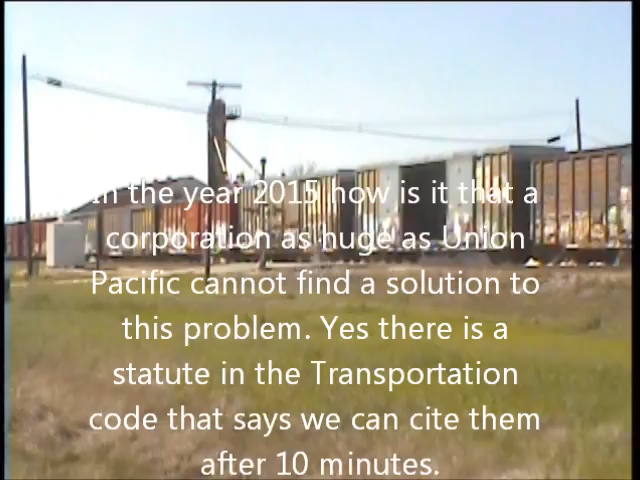 In the year 2015 how is it that a
corporation as huge as Union
Pacific cannot find a solution to
this problem. Yes there is a
statute in the Transportation
code that says we can cite them
after 10 minutes.